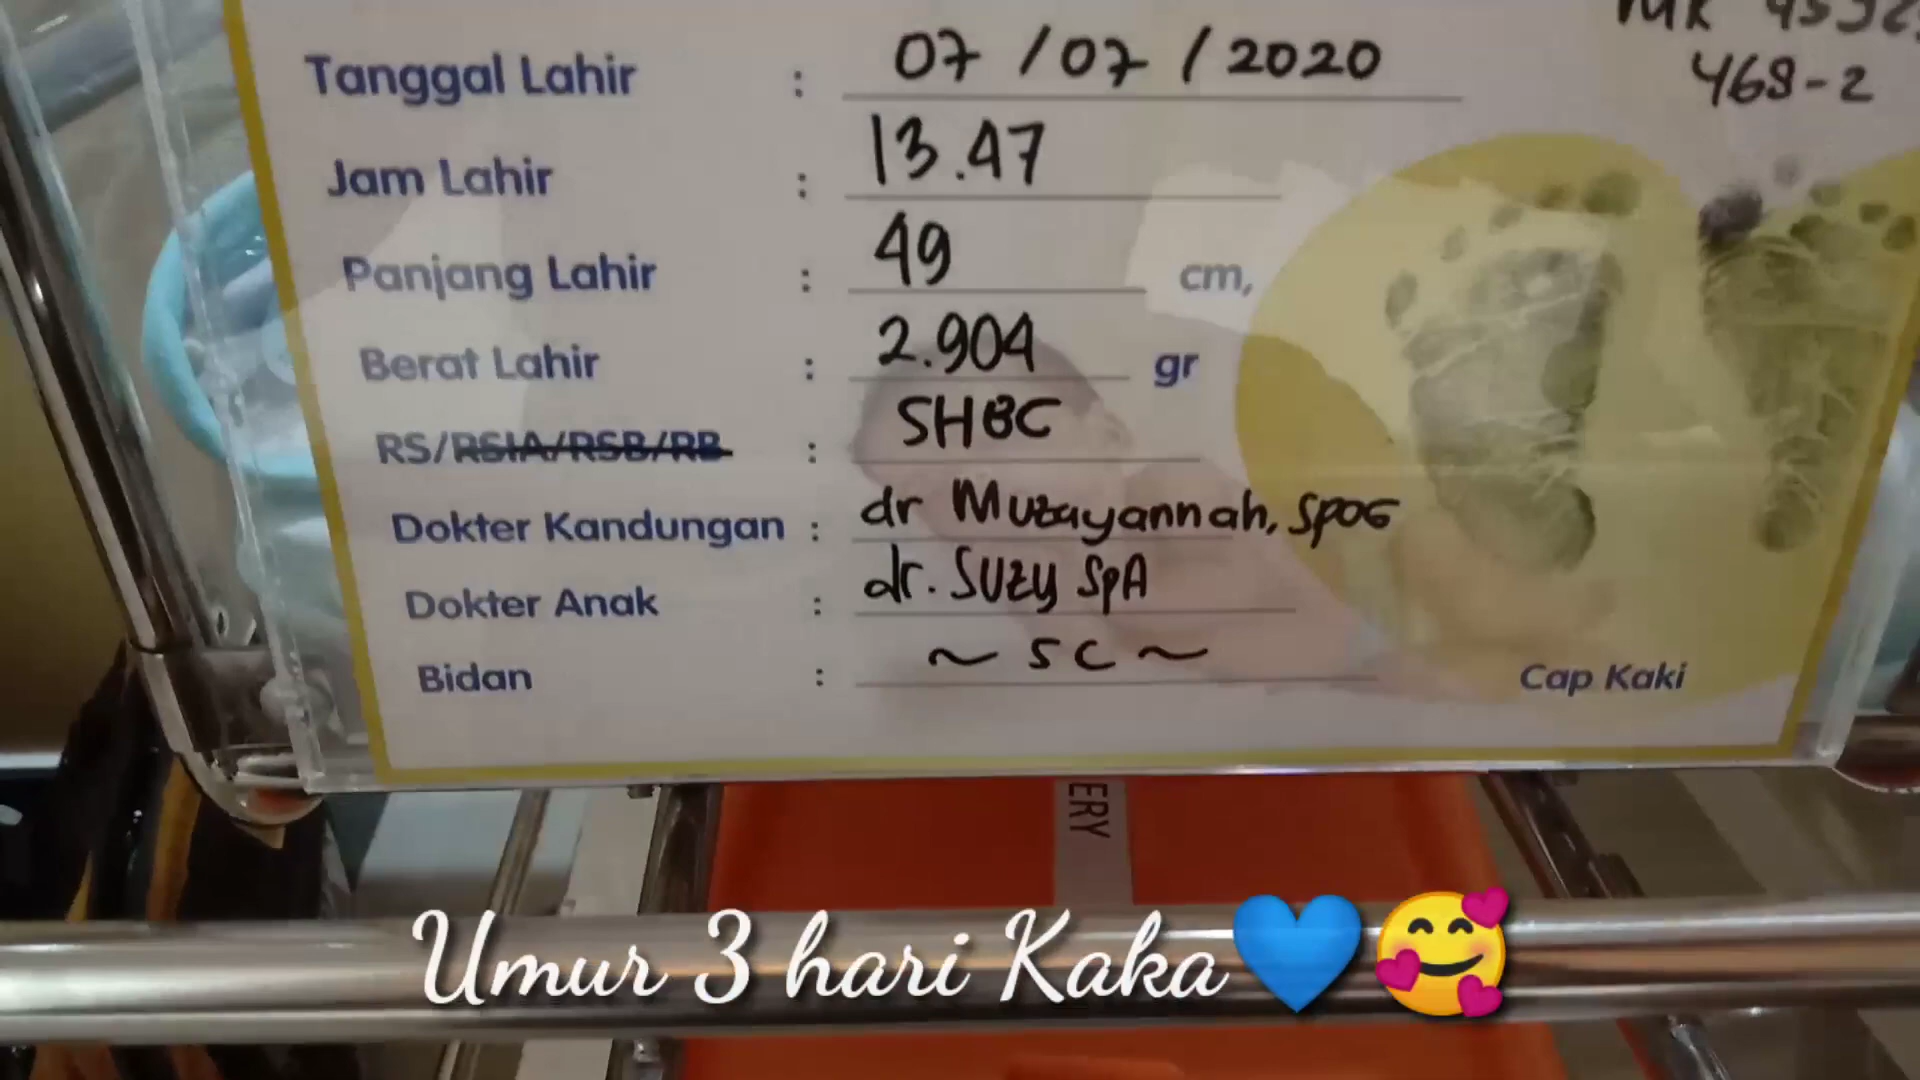 Tanggal Lahir : 07 / 07 / 2020
468-2
Jam Lahir : 13.47
Panjang Lahir : 49 cm,
Berat Lahir : 2.904 gr
RS/RSIA/RSB/RB : SHBC
Dokter Kandungan : dr Muzayannah, SpOG
Dokter Anak : dr. Suzy SpA
Bidan : ~ SC ~
Cap Kaki
ERY
Umur 3 hari Kaka💙🥰